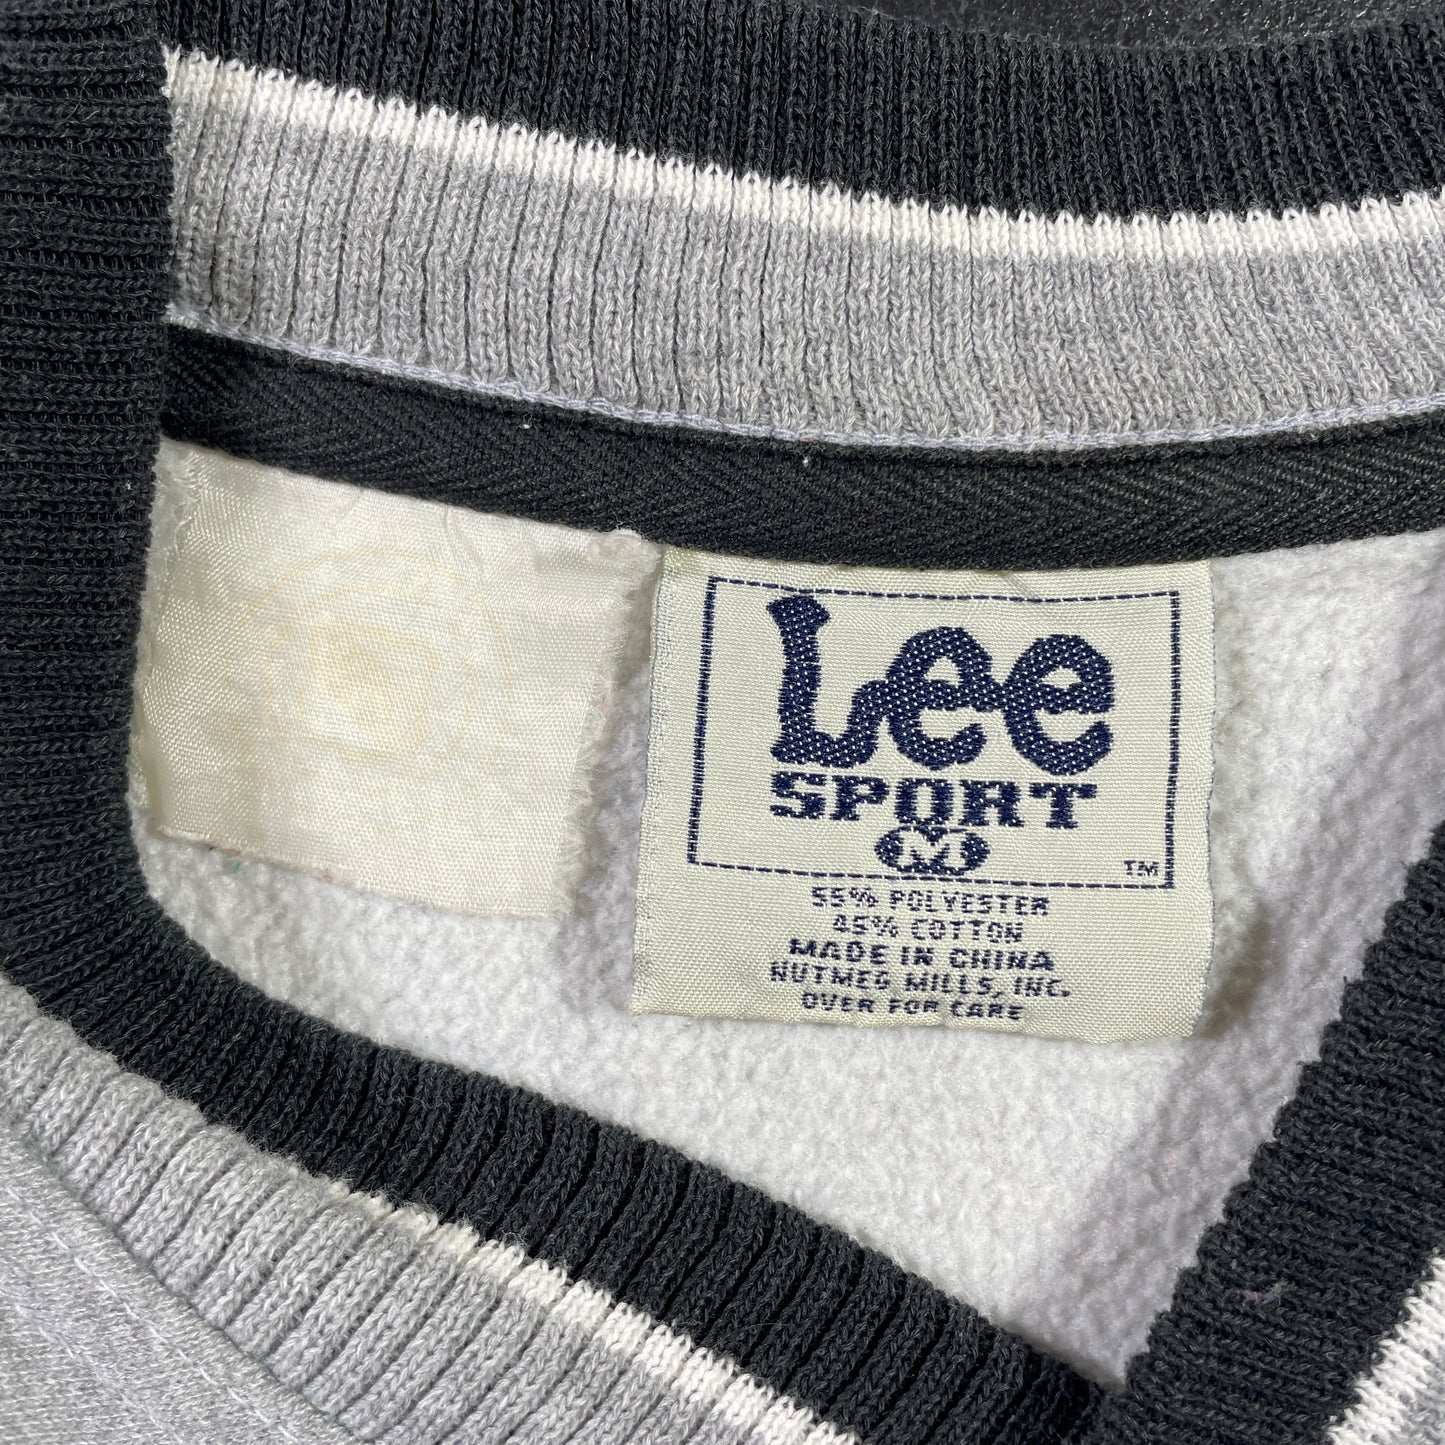 Lee
SPORT
M
TM
55% POLYESTER
45% COTTON
MADE IN CHINA
NUTMEG MILLS, INC.
OVER FOR CARE